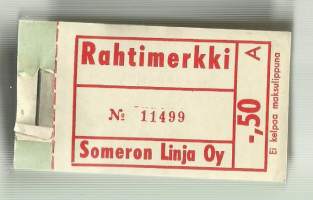 Rahtimerkki
№ 11499
Someron Linja Oy
-,50 A
Ei kelpaa maksulippuna